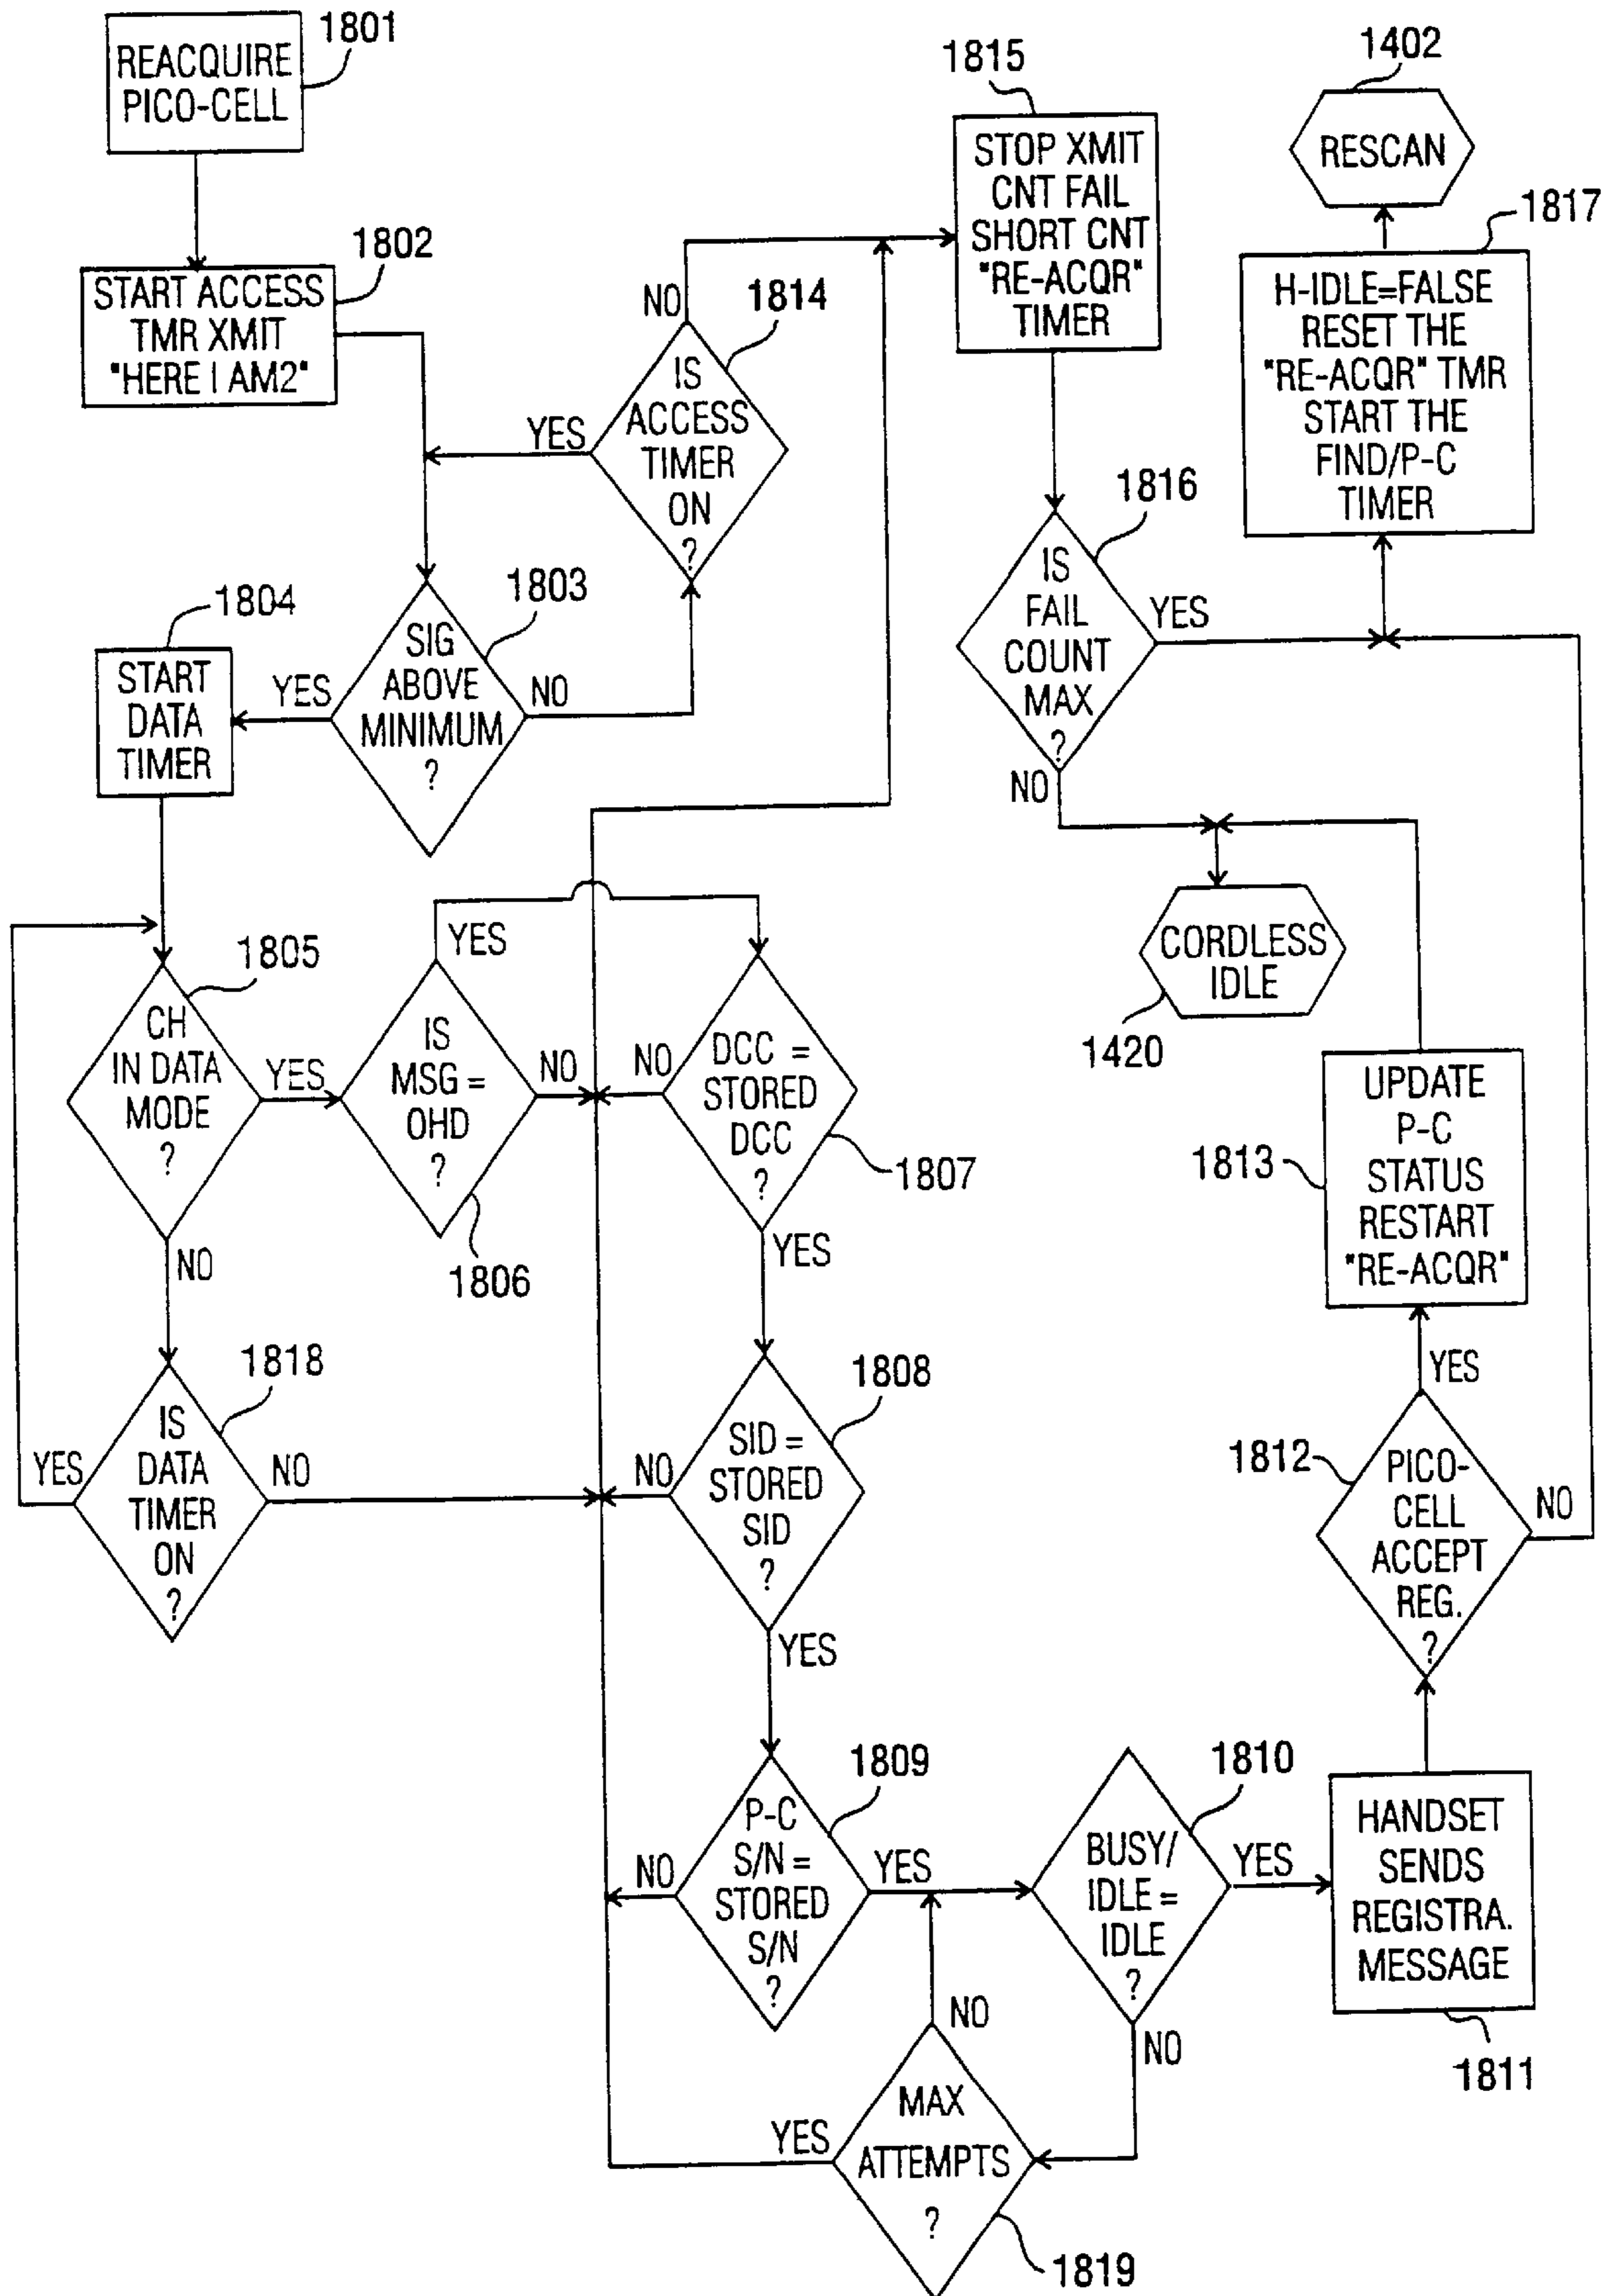 REACQUIRE
PICO-CELL
1801
START ACCESS
TMR XMIT
"HERE I AM2"
1802
SIG
ABOVE
MINIMUM
?
1803
YES
NO
IS
ACCESS
TIMER
ON
?
1814
YES
NO
START
DATA
TIMER
1804
CH
IN DATA
MODE
?
1805
YES
NO
IS
MSG =
OHD
?
1806
YES
NO
DCC =
STORED
DCC
?
1807
NO
YES
IS
DATA
TIMER
ON
?
1818
YES
NO
SID =
STORED
SID
?
1808
NO
YES
P-C
S/N =
STORED
S/N
?
1809
NO
YES
BUSY/
IDLE =
IDLE
?
1810
YES
NO
MAX
ATTEMPTS
?
1819
YES
NO
HANDSET
SENDS
REGISTRA.
MESSAGE
1811
PICO-
CELL
ACCEPT
REG.
?
1812
YES
NO
UPDATE
P-C
STATUS
RESTART
"RE-ACQR"
1813
STOP XMIT
CNT FAIL
SHORT CNT
"RE-ACQR"
TIMER
1815
IS
FAIL
COUNT
MAX
?
1816
YES
NO
CORDLESS
IDLE
1420
H-IDLE=FALSE
RESET THE
"RE-ACQR" TMR
START THE
FIND/P-C
TIMER
1817
RESCAN
1402